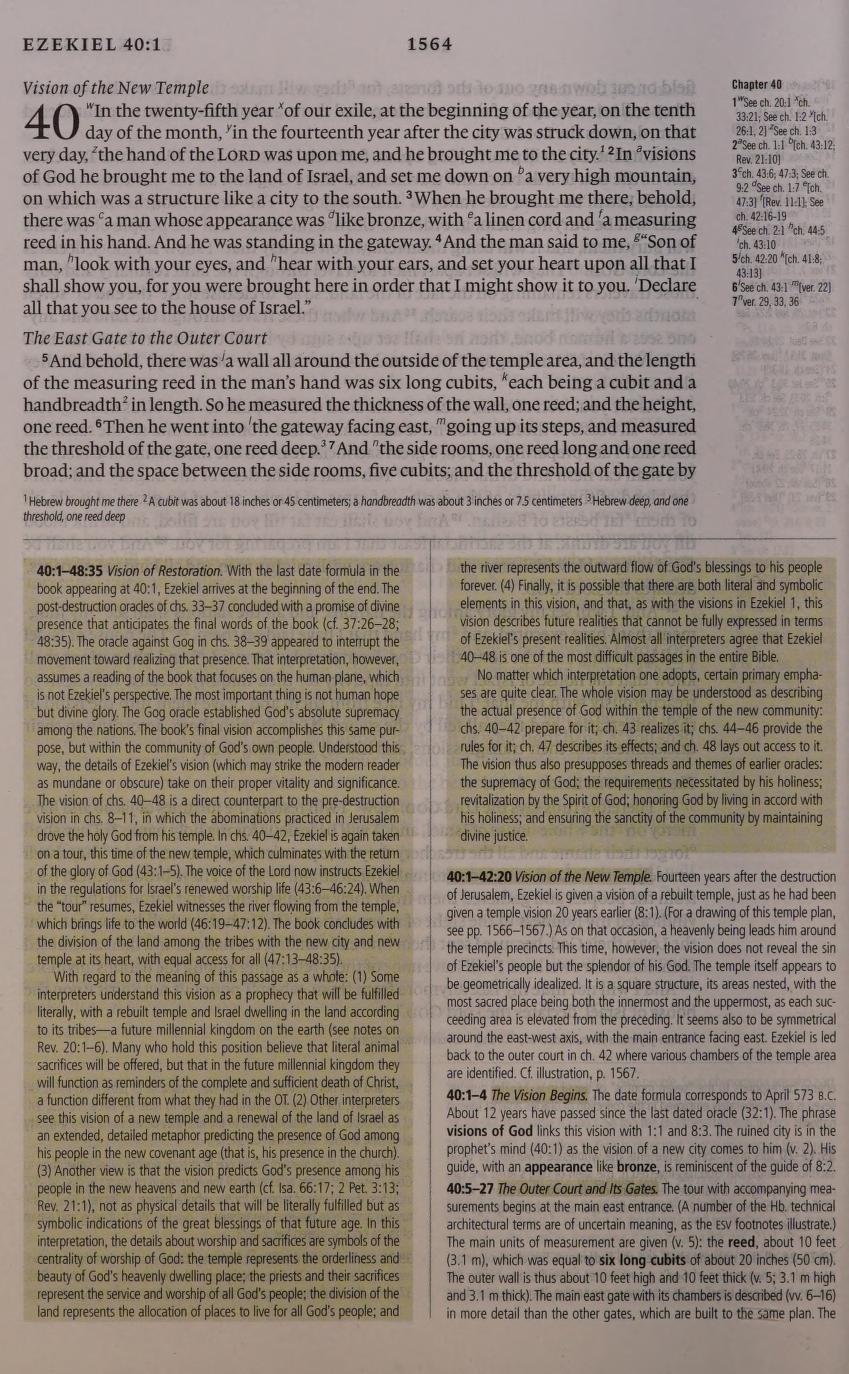 EZEKIEL 40:1
1564
Vision of the New Temple
40 ʷ"In the twenty-fifth year ˣof our exile, at the beginning of the year, on the tenth
day of the month, ʸin the fourteenth year after the city was struck down, on that
very day, ᶻthe hand of the LORD was upon me, and he brought me to the city.¹ ²In ᵃvisions
of God he brought me to the land of Israel, and set me down on ᵇa very high mountain,
on which was a structure like a city to the south. ³When he brought me there, behold,
there was ᶜa man whose appearance was ᵈlike bronze, with ᵉa linen cord and ᶠa measuring
reed in his hand. And he was standing in the gateway. ⁴And the man said to me, ᵍ"Son of
man, ʰlook with your eyes, and ʰhear with your ears, and set your heart upon all that I
shall show you, for you were brought here in order that I might show it to you. ⁱDeclare
all that you see to the house of Israel."
The East Gate to the Outer Court
⁵And behold, there was ʲa wall all around the outside of the temple area, and the length
of the measuring reed in the man's hand was six long cubits, ᵏeach being a cubit and a
handbreadth² in length. So he measured the thickness of the wall, one reed; and the height,
one reed. ⁶Then he went into ˡthe gateway facing east, ᵐgoing up its steps, and measured
the threshold of the gate, one reed deep.³ ⁷And ⁿthe side rooms, one reed long and one reed
broad; and the space between the side rooms, five cubits; and the threshold of the gate by
Chapter 40
1ʷSee ch. 20:1 ˣch.
33:21; See ch. 1:2 ʸ[ch.
26:1, 2] ᶻSee ch. 1:3
2ᵃSee ch. 1:1 ᵇ[ch. 43:12;
Rev. 21:10]
3ᶜch. 43:6; 47:3; See ch.
9:2 ᵈSee ch. 1:7 ᵉ[ch.
47:3] ᶠ[Rev. 11:1]; See
ch. 42:16-19
4ᵍSee ch. 2:1 ʰch. 44:5
ⁱch. 43:10
5ʲch. 42:20 ᵏ[ch. 41:8;
43:13]
6ˡSee ch. 43:1 ᵐ[ver. 22]
7ⁿver. 29, 33, 36
¹ Hebrew brought me there ² A cubit was about 18 inches or 45 centimeters; a handbreadth was about 3 inches or 7.5 centimeters ³ Hebrew deep, and one
threshold, one reed deep
40:1–48:35 Vision of Restoration. With the last date formula in the
book appearing at 40:1, Ezekiel arrives at the beginning of the end. The
post-destruction oracles of chs. 33–37 concluded with a promise of divine
presence that anticipates the final words of the book (cf. 37:26–28;
48:35). The oracle against Gog in chs. 38–39 appeared to interrupt the
movement toward realizing that presence. That interpretation, however,
assumes a reading of the book that focuses on the human plane, which
is not Ezekiel's perspective. The most important thing is not human hope
but divine glory. The Gog oracle established God's absolute supremacy
among the nations. The book's final vision accomplishes this same pur-
pose, but within the community of God's own people. Understood this
way, the details of Ezekiel's vision (which may strike the modern reader
as mundane or obscure) take on their proper vitality and significance.
The vision of chs. 40–48 is a direct counterpart to the pre-destruction
vision in chs. 8–11, in which the abominations practiced in Jerusalem
drove the holy God from his temple. In chs. 40–42, Ezekiel is again taken
on a tour, this time of the new temple, which culminates with the return
of the glory of God (43:1–5). The voice of the Lord now instructs Ezekiel
in the regulations for Israel's renewed worship life (43:6–46:24). When
the "tour" resumes, Ezekiel witnesses the river flowing from the temple,
which brings life to the world (46:19–47:12). The book concludes with
the division of the land among the tribes with the new city and new
temple at its heart, with equal access for all (47:13–48:35).
With regard to the meaning of this passage as a whole: (1) Some
interpreters understand this vision as a prophecy that will be fulfilled
literally, with a rebuilt temple and Israel dwelling in the land according
to its tribes—a future millennial kingdom on the earth (see notes on
Rev. 20:1–6). Many who hold this position believe that literal animal
sacrifices will be offered, but that in the future millennial kingdom they
will function as reminders of the complete and sufficient death of Christ,
a function different from what they had in the OT. (2) Other interpreters
see this vision of a new temple and a renewal of the land of Israel as
an extended, detailed metaphor predicting the presence of God among
his people in the new covenant age (that is, his presence in the church).
(3) Another view is that the vision predicts God's presence among his
people in the new heavens and new earth (cf. Isa. 66:17; 2 Pet. 3:13;
Rev. 21:1), not as physical details that will be literally fulfilled but as
symbolic indications of the great blessings of that future age. In this
interpretation, the details about worship and sacrifices are symbols of the
centrality of worship of God: the temple represents the orderliness and
beauty of God's heavenly dwelling place; the priests and their sacrifices
represent the service and worship of all God's people; the division of the
land represents the allocation of places to live for all God's people; and
the river represents the outward flow of God's blessings to his people
forever. (4) Finally, it is possible that there are both literal and symbolic
elements in this vision, and that, as with the visions in Ezekiel 1, this
vision describes future realities that cannot be fully expressed in terms
of Ezekiel's present realities. Almost all interpreters agree that Ezekiel
40–48 is one of the most difficult passages in the entire Bible.
No matter which interpretation one adopts, certain primary empha-
ses are quite clear. The whole vision may be understood as describing
the actual presence of God within the temple of the new community:
chs. 40–42 prepare for it; ch. 43 realizes it; chs. 44–46 provide the
rules for it; ch. 47 describes its effects; and ch. 48 lays out access to it.
The vision thus also presupposes threads and themes of earlier oracles:
the supremacy of God; the requirements necessitated by his holiness;
revitalization by the Spirit of God; honoring God by living in accord with
his holiness; and ensuring the sanctity of the community by maintaining
divine justice.
40:1–42:20 Vision of the New Temple. Fourteen years after the destruction
of Jerusalem, Ezekiel is given a vision of a rebuilt temple, just as he had been
given a temple vision 20 years earlier (8:1). (For a drawing of this temple plan,
see pp. 1566–1567.) As on that occasion, a heavenly being leads him around
the temple precincts. This time, however, the vision does not reveal the sin
of Ezekiel's people but the splendor of his God. The temple itself appears to
be geometrically idealized. It is a square structure, its areas nested, with the
most sacred place being both the innermost and the uppermost, as each suc-
ceeding area is elevated from the preceding. It seems also to be symmetrical
around the east-west axis, with the main entrance facing east. Ezekiel is led
back to the outer court in ch. 42 where various chambers of the temple area
are identified. Cf. illustration, p. 1567.
40:1–4 The Vision Begins. The date formula corresponds to April 573 B.C.
About 12 years have passed since the last dated oracle (32:1). The phrase
visions of God links this vision with 1:1 and 8:3. The ruined city is in the
prophet's mind (40:1) as the vision of a new city comes to him (v. 2). His
guide, with an appearance like bronze, is reminiscent of the guide of 8:2.
40:5–27 The Outer Court and Its Gates. The tour with accompanying mea-
surements begins at the main east entrance. (A number of the Hb. technical
architectural terms are of uncertain meaning, as the ESV footnotes illustrate.)
The main units of measurement are given (v. 5): the reed, about 10 feet
(3.1 m), which was equal to six long cubits of about 20 inches (50 cm).
The outer wall is thus about 10 feet high and 10 feet thick (v. 5; 3.1 m high
and 3.1 m thick). The main east gate with its chambers is described (vv. 6–16)
in more detail than the other gates, which are built to the same plan. The